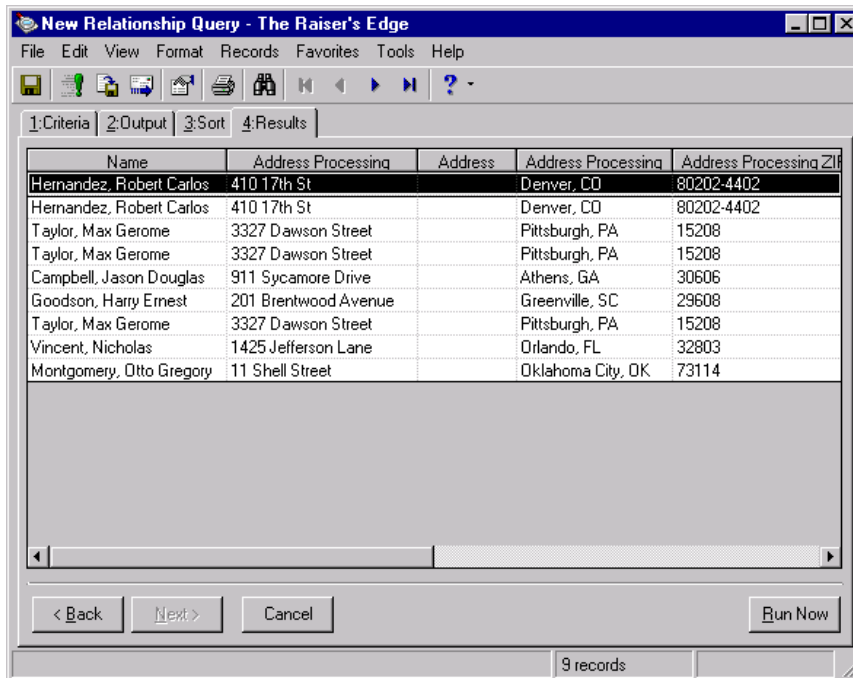 New Relationship Query - The Raiser's Edge
File Edit View Format Records Favorites Tools Help
1:Criteria 2:Output 3:Sort 4:Results
Name Address Processing Address Address Processing Address Processing ZIP
Hernandez, Robert Carlos 410 17th St Denver, CO 80202-4402
Hernandez, Robert Carlos 410 17th St Denver, CO 80202-4402
Taylor, Max Gerome 3327 Dawson Street Pittsburgh, PA 15208
Taylor, Max Gerome 3327 Dawson Street Pittsburgh, PA 15208
Campbell, Jason Douglas 911 Sycamore Drive Athens, GA 30606
Goodson, Harry Ernest 201 Brentwood Avenue Greenville, SC 29608
Taylor, Max Gerome 3327 Dawson Street Pittsburgh, PA 15208
Vincent, Nicholas 1425 Jefferson Lane Orlando, FL 32803
Montgomery, Otto Gregory 11 Shell Street Oklahoma City, OK 73114
< Back Next > Cancel Run Now
9 records